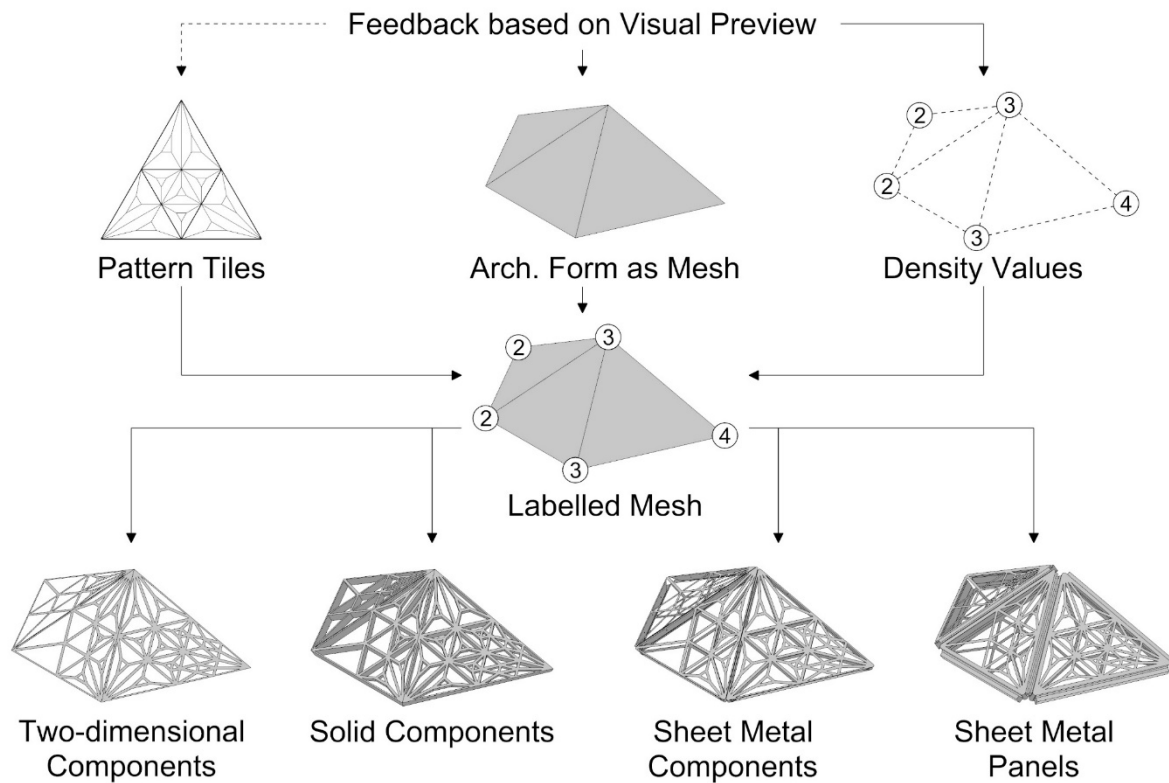 Feedback based on Visual Preview
2
3
2
4
3
Pattern Tiles
Arch. Form as Mesh
Density Values
2
3
2
4
3
Labelled Mesh
Two-dimensional
Components
Solid Components
Sheet Metal
Components
Sheet Metal
Panels